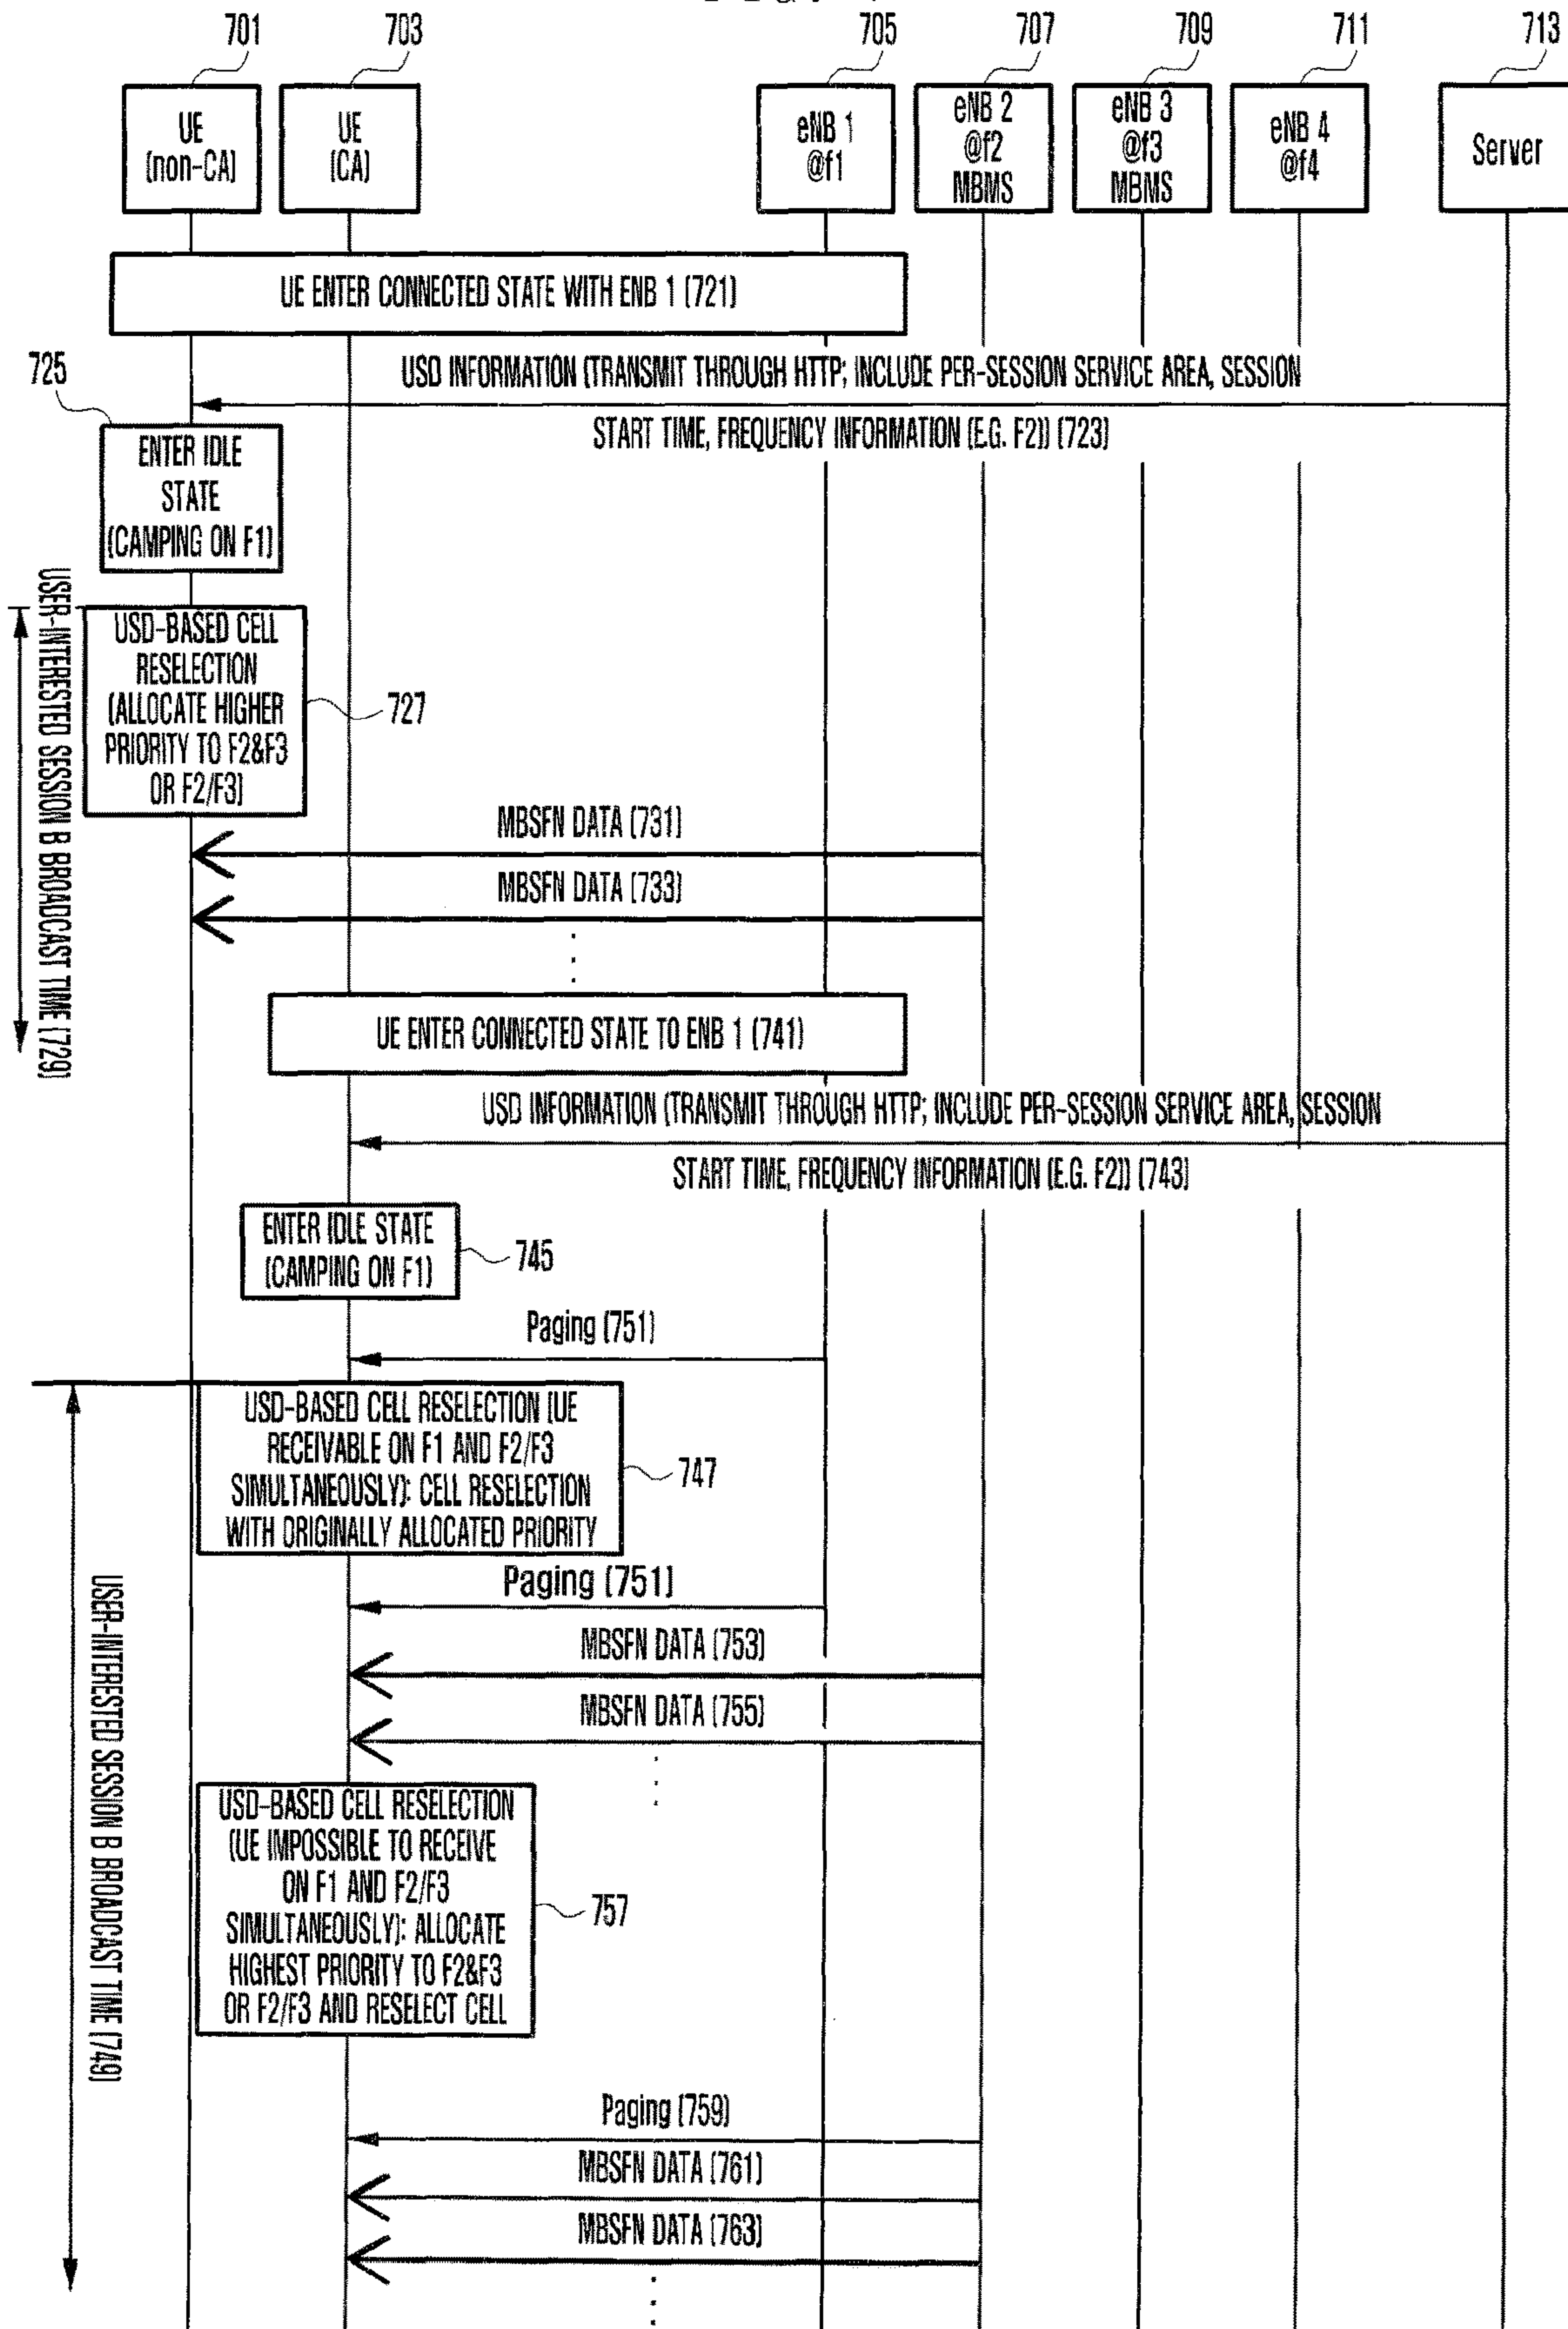 701
703
705
707
709
711
713
UE
(non-CA)
UE
(CA)
eNB 1
@f1
eNB 2
@f2
MBMS
eNB 3
@f3
MBMS
eNB 4
@f4
Server
UE ENTER CONNECTED STATE WITH ENB 1 (721)
725
USD INFORMATION (TRANSMIT THROUGH HTTP; INCLUDE PER-SESSION SERVICE AREA, SESSION
START TIME, FREQUENCY INFORMATION (E.G. F2)) (723)
ENTER IDLE
STATE
(CAMPING ON F1)
USER-INTERESTED SESSION B BROADCAST TIME (729)
USD-BASED CELL
RESELECTION
(ALLOCATE HIGHER
PRIORITY TO F2&F3
OR F2/F3)
727
MBSFN DATA (731)
MBSFN DATA (733)
UE ENTER CONNECTED STATE TO ENB 1 (741)
USD INFORMATION (TRANSMIT THROUGH HTTP; INCLUDE PER-SESSION SERVICE AREA, SESSION
START TIME, FREQUENCY INFORMATION (E.G. F2)) (743)
ENTER IDLE STATE
(CAMPING ON F1)
745
Paging (751)
USD-BASED CELL RESELECTION (UE
RECEIVABLE ON F1 AND F2/F3
SIMULTANEOUSLY): CELL RESELECTION
WITH ORIGINALLY ALLOCATED PRIORITY
747
USER-INTERESTED SESSION B BROADCAST TIME (749)
Paging (751)
MBSFN DATA (753)
MBSFN DATA (755)
USD-BASED CELL RESELECTION
(UE IMPOSSIBLE TO RECEIVE
ON F1 AND F2/F3
SIMULTANEOUSLY): ALLOCATE
HIGHEST PRIORITY TO F2&F3
OR F2/F3 AND RESELECT CELL
757
Paging (759)
MBSFN DATA (761)
MBSFN DATA (763)